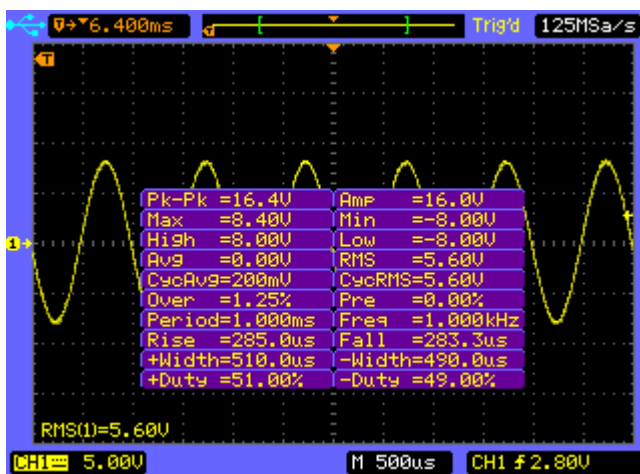 T→▼6.400ms T Trig'd 125MSa/s
T
Pk-Pk =16.4V Amp =16.0V
Max =8.40V Min =-8.00V
High =8.00V Low =-8.00V
1
Avg =0.00V RMS =5.60V
CycAvg=200mV CycRMS=5.60V
Over =1.25% Pre =0.00%
Period=1.000ms Freq =1.000kHz
Rise =285.0us Fall =283.3us
+Width=510.0us -Width=490.0us
+Duty =51.00% -Duty =49.00%
RMS(1)=5.60V
CH1 5.00V M 500us CH1 2.80V